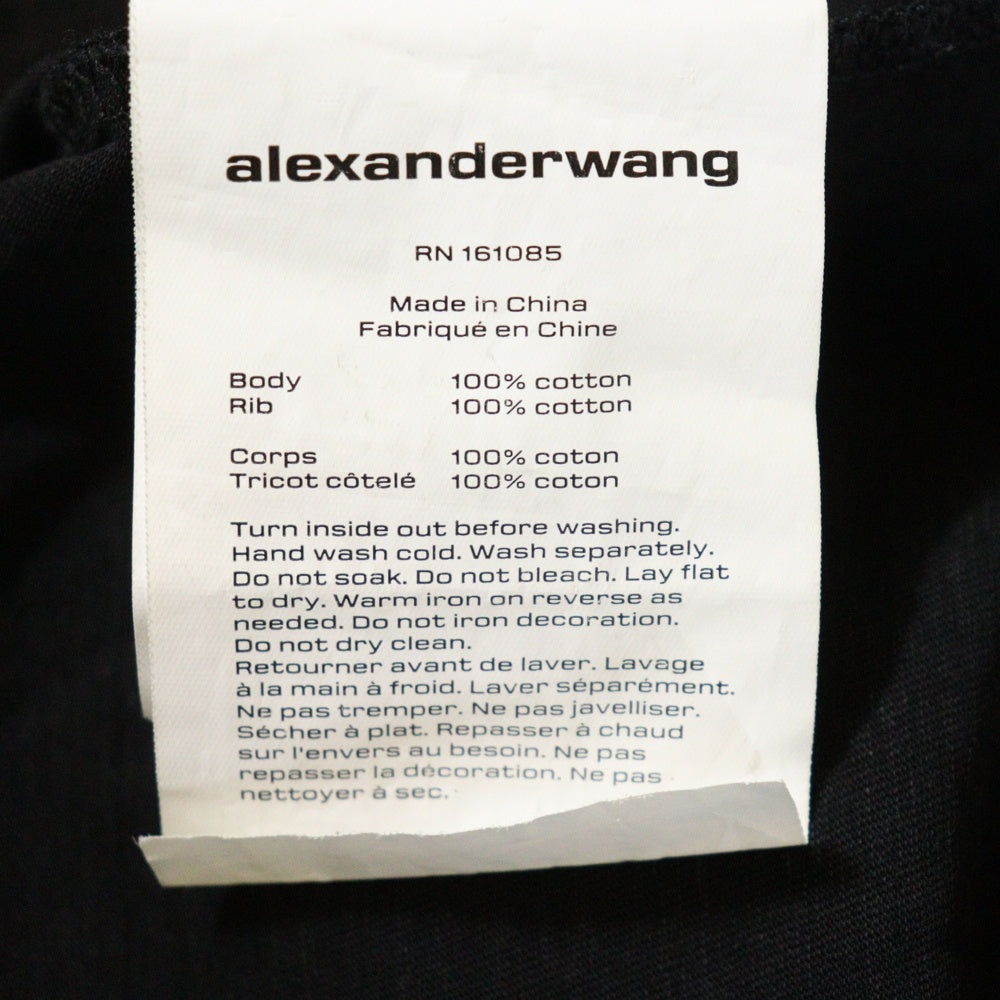 alexanderwang
RN 161085
Made in China
Fabriqué en Chine
Body 100% cotton
Rib 100% cotton
Corps 100% coton
Tricot côtelé 100% coton
Turn inside out before washing.
Hand wash cold. Wash separately.
Do not soak. Do not bleach. Lay flat
to dry. Warm iron on reverse as
needed. Do not iron decoration.
Do not dry clean.
Retourner avant de laver. Lavage
à la main à froid. Laver séparément.
Ne pas tremper. Ne pas javelliser.
Sécher à plat. Repasser à chaud
sur l'envers au besoin. Ne pas
repasser la décoration. Ne pas
nettoyer à sec.